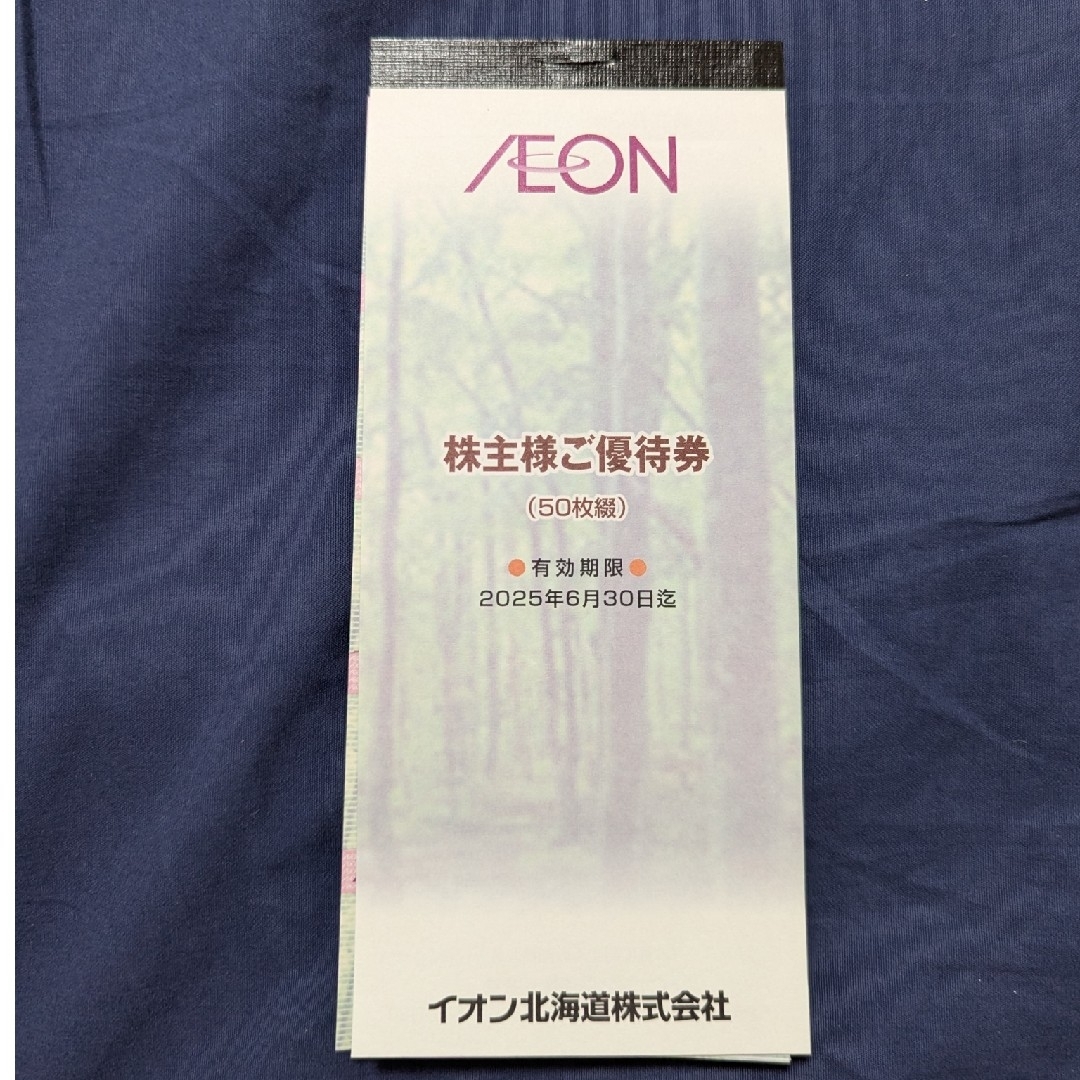 ÆON
株主様ご優待券
(50枚綴)
●有効期限●
2025年6月30日迄
イオン北海道株式会社